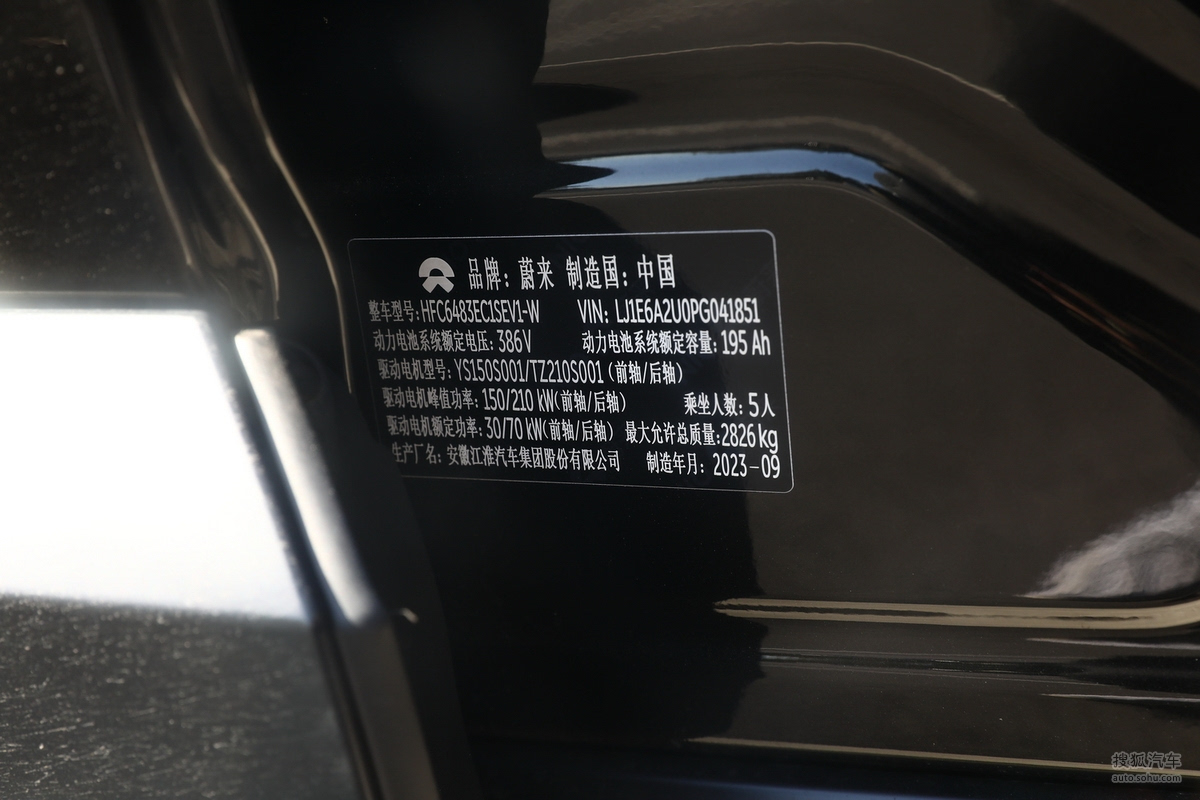 品牌：蔚来 制造国：中国
整车型号：HFC6483EC1SEV1-W VIN：LJ1E6A2U0PG041851
动力电池系统额定电压：386V 动力电池系统额定容量：195 Ah
驱动电机型号：YS150S001/TZ210S001（前轴/后轴）
驱动电机峰值功率：150/210 kW（前轴/后轴） 乘坐人数：5人
驱动电机额定功率：30/70 kW（前轴/后轴） 最大允许总质量：2826 kg
生产厂名：安徽江淮汽车集团股份有限公司 制造年月：2023-09
搜狐汽车
auto.sohu.com